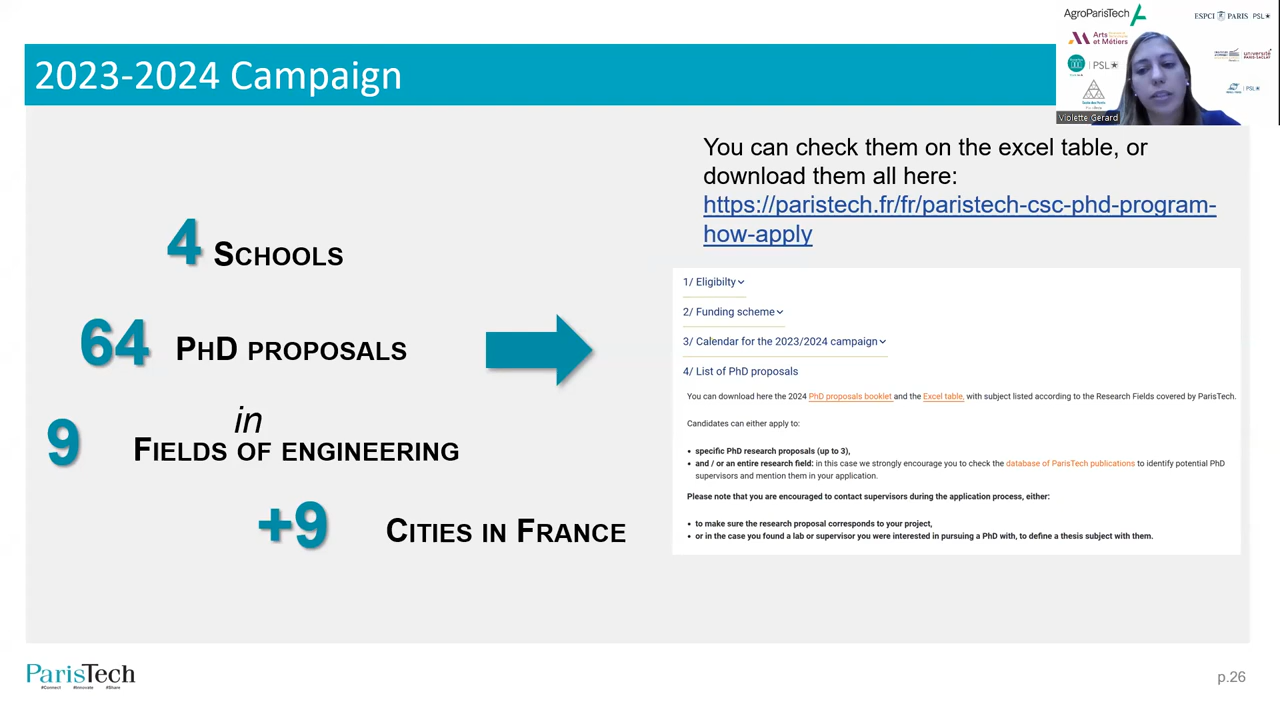 AgroParisTech
ESPCI PARIS PSL
Arts
et Métiers
PSL
PSL
Violette Gerard
2023-2024 Campaign
4 SCHOOLS
64 PHD PROPOSALS
in
9 FIELDS OF ENGINEERING
+9 CITIES IN FRANCE
You can check them on the excel table, or
download them all here:
https://paristech.fr/fr/paristech-csc-phd-program-
how-apply
1/ Eligibilty
2/ Funding scheme
3/ Calendar for the 2023/2024 campaign
4/ List of PhD proposals
You can download here the 2024 PhD proposals booklet and the Excel table, with subject listed according to the Research Fields covered by ParisTech.
Candidates can either apply to:
• specific PhD research proposals (up to 3),
• and / or an entire research field: in this case we strongly encourage you to check the database of ParisTech publications to identify potential PhD
supervisors and mention them in your application.
Please note that you are encouraged to contact supervisors during the application process, either:
• to make sure the research proposal corresponds to your project,
• or in the case you found a lab or supervisor you were interested in pursuing a PhD with, to define a thesis subject with them.
ParisTech
#Connect #Innovate #Share
p.26